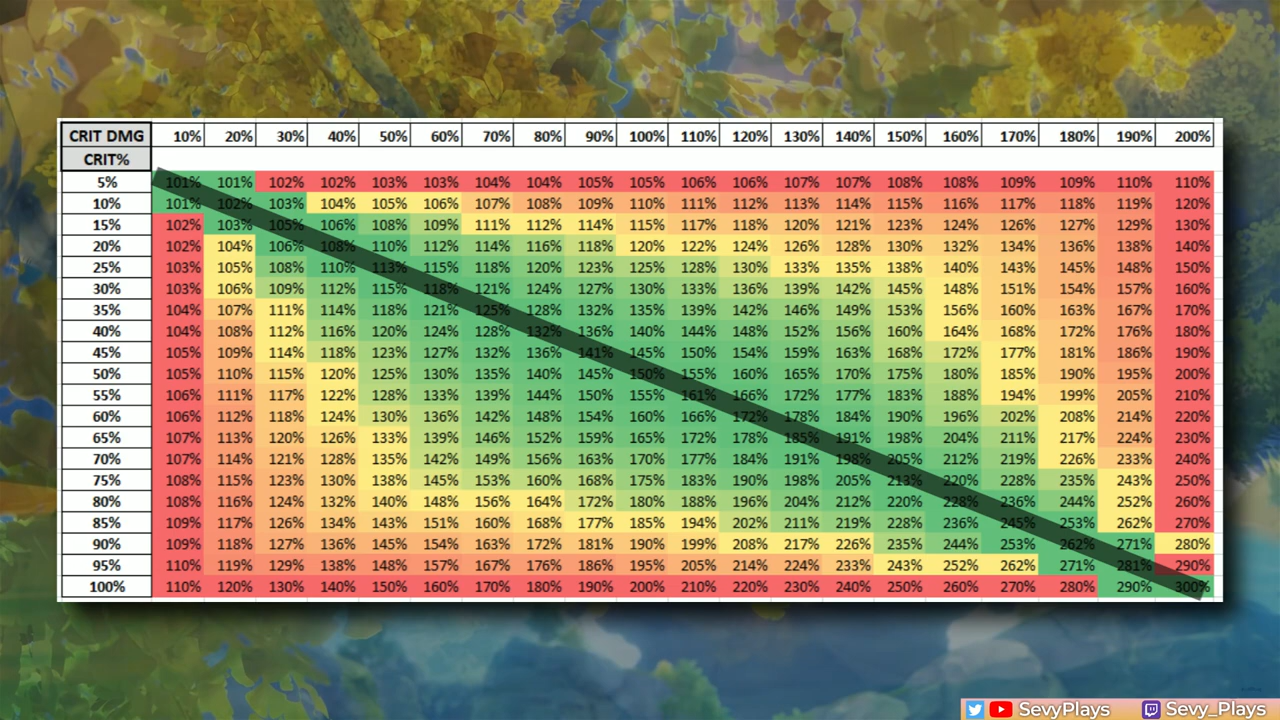 CRIT DMG 10% 20% 30% 40% 50% 60% 70% 80% 90% 100% 110% 120% 130% 140% 150% 160% 170% 180% 190% 200%
CRIT%
5% 101% 101% 102% 102% 103% 103% 104% 104% 105% 105% 106% 106% 107% 107% 108% 108% 109% 109% 110% 110%
10% 101% 102% 103% 104% 105% 106% 107% 108% 109% 110% 111% 112% 113% 114% 115% 116% 117% 118% 119% 120%
15% 102% 103% 105% 106% 108% 109% 111% 112% 114% 115% 117% 118% 120% 121% 123% 124% 126% 127% 129% 130%
20% 102% 104% 106% 108% 110% 112% 114% 116% 118% 120% 122% 124% 126% 128% 130% 132% 134% 136% 138% 140%
25% 103% 105% 108% 110% 113% 115% 118% 120% 123% 125% 128% 130% 133% 135% 138% 140% 143% 145% 148% 150%
30% 103% 106% 109% 112% 115% 118% 121% 124% 127% 130% 133% 136% 139% 142% 145% 148% 151% 154% 157% 160%
35% 104% 107% 111% 114% 118% 121% 125% 128% 132% 135% 139% 142% 146% 149% 153% 156% 160% 163% 167% 170%
40% 104% 108% 112% 116% 120% 124% 128% 132% 136% 140% 144% 148% 152% 156% 160% 164% 168% 172% 176% 180%
45% 105% 109% 114% 118% 123% 127% 132% 136% 141% 145% 150% 154% 159% 163% 168% 172% 177% 181% 186% 190%
50% 105% 110% 115% 120% 125% 130% 135% 140% 145% 150% 155% 160% 165% 170% 175% 180% 185% 190% 195% 200%
55% 106% 111% 117% 122% 128% 133% 139% 144% 150% 155% 161% 166% 172% 177% 183% 188% 194% 199% 205% 210%
60% 106% 112% 118% 124% 130% 136% 142% 148% 154% 160% 166% 172% 178% 184% 190% 196% 202% 208% 214% 220%
65% 107% 113% 120% 126% 133% 139% 146% 152% 159% 165% 172% 178% 185% 191% 198% 204% 211% 217% 224% 230%
70% 107% 114% 121% 128% 135% 142% 149% 156% 163% 170% 177% 184% 191% 198% 205% 212% 219% 226% 233% 240%
75% 108% 115% 123% 130% 138% 145% 153% 160% 168% 175% 183% 190% 198% 205% 213% 220% 228% 235% 243% 250%
80% 108% 116% 124% 132% 140% 148% 156% 164% 172% 180% 188% 196% 204% 212% 220% 228% 236% 244% 252% 260%
85% 109% 117% 126% 134% 143% 151% 160% 168% 177% 185% 194% 202% 211% 219% 228% 236% 245% 253% 262% 270%
90% 109% 118% 127% 136% 145% 154% 163% 172% 181% 190% 199% 208% 217% 226% 235% 244% 253% 262% 271% 280%
95% 110% 119% 129% 138% 148% 157% 167% 176% 186% 195% 205% 214% 224% 233% 243% 252% 262% 271% 281% 290%
100% 110% 120% 130% 140% 150% 160% 170% 180% 190% 200% 210% 220% 230% 240% 250% 260% 270% 280% 290% 300%
SevyPlays Sevy_Plays